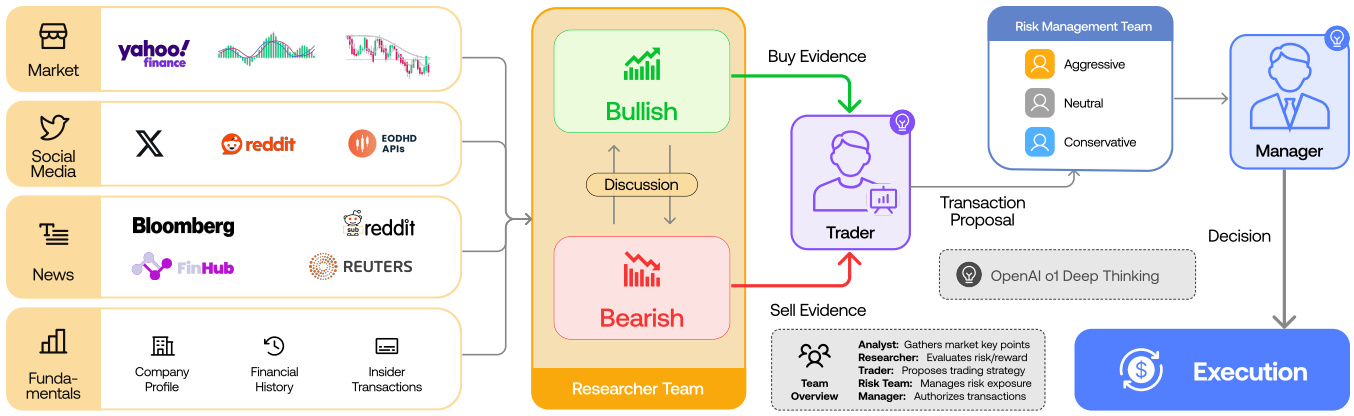 Market
yahoo!
finance
Social
Media
X
reddit
EODHD
APIs
T
News
Bloomberg
sub
reddit
FinHub
REUTERS
Funda-
mentals
Company
Profile
Financial
History
Insider
Transactions
Bullish
Discussion
Bearish
Researcher Team
Buy Evidence
Trader
Sell Evidence
Transaction
Proposal
Risk Management Team
Aggressive
Neutral
Conservative
Manager
Decision
OpenAI o1 Deep Thinking
Team
Overview
Analyst: Gathers market key points
Researcher: Evaluates risk/reward
Trader: Proposes trading strategy
Risk Team: Manages risk exposure
Manager: Authorizes transactions
$
Execution